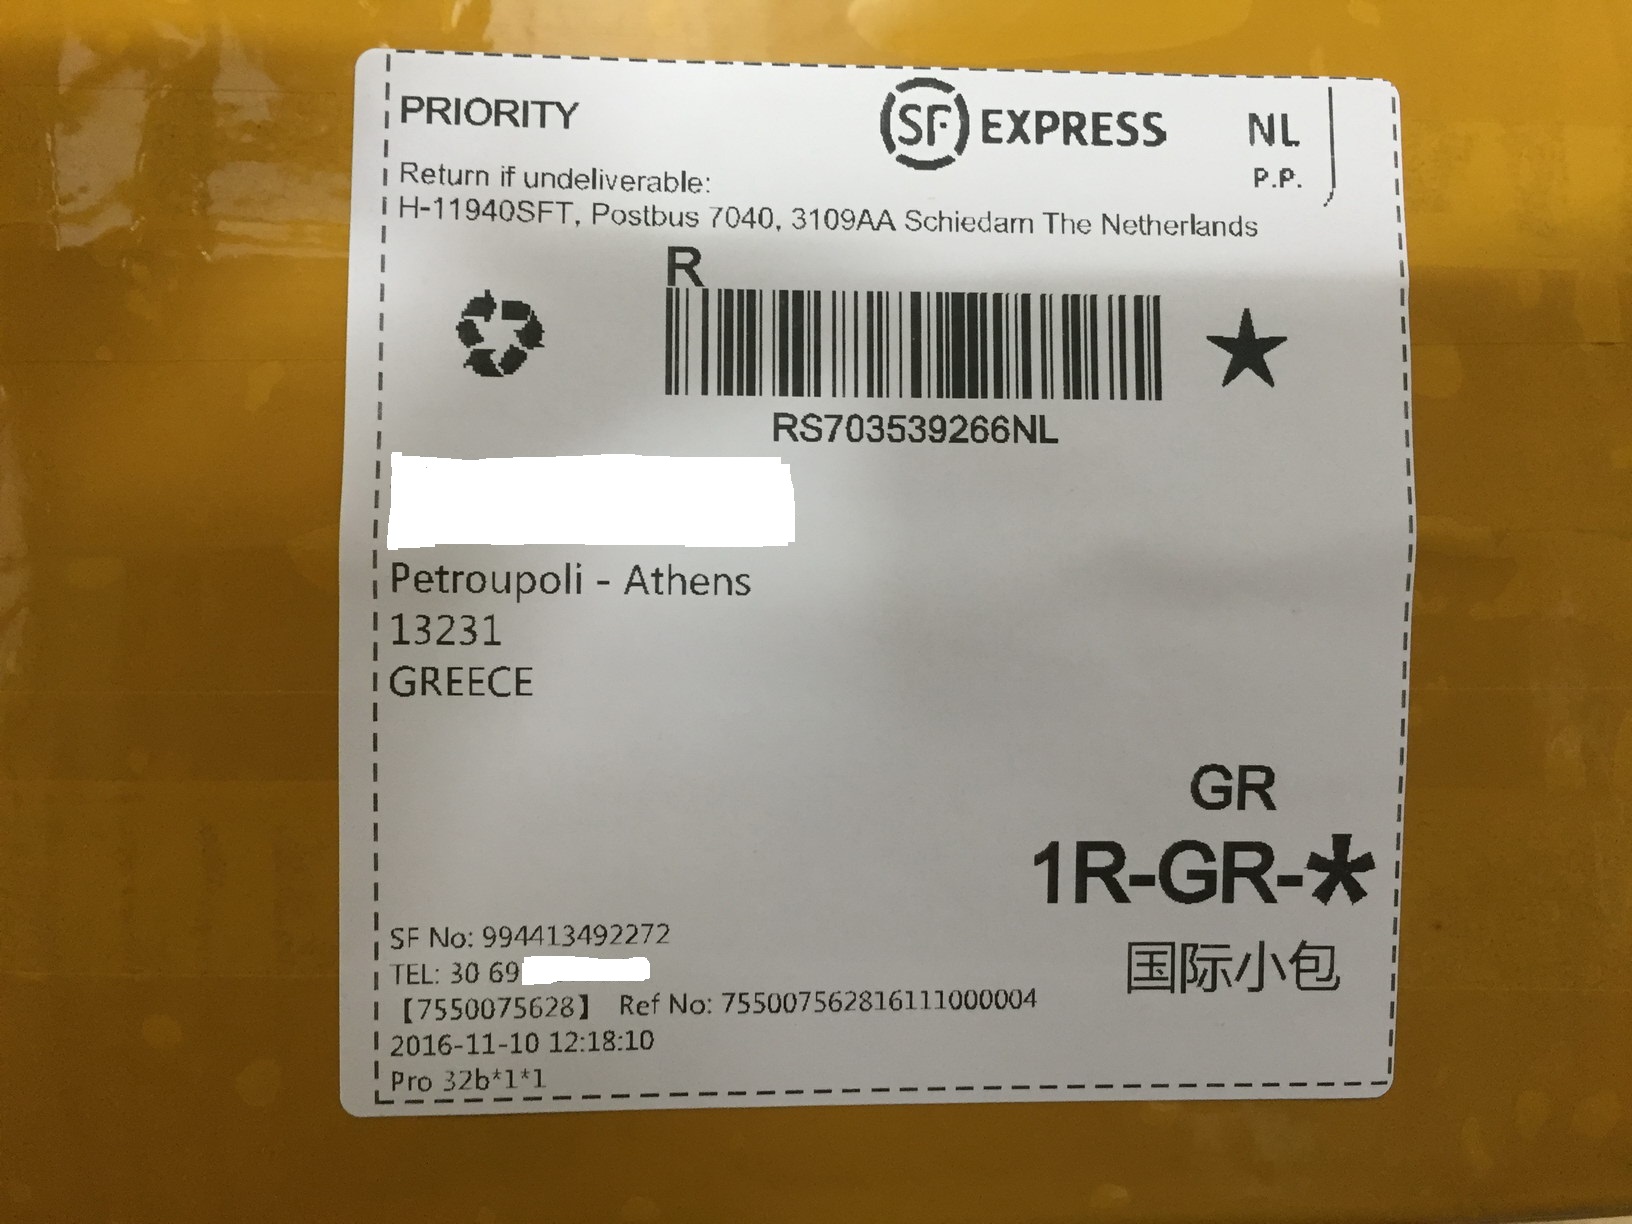 PRIORITY
SF EXPRESS
NL
P.P.
Return if undeliverable:
H-11940SFT, Postbus 7040, 3109AA Schiedam The Netherlands
R
RS703539266NL
Petroupoli - Athens
13231
GREECE
GR
1R-GR-*
国际小包
SF No: 994413492272
TEL: 30 69
【7550075628】 Ref No: 755007562816111000004
2016-11-10 12:18:10
Pro 32b*1*1